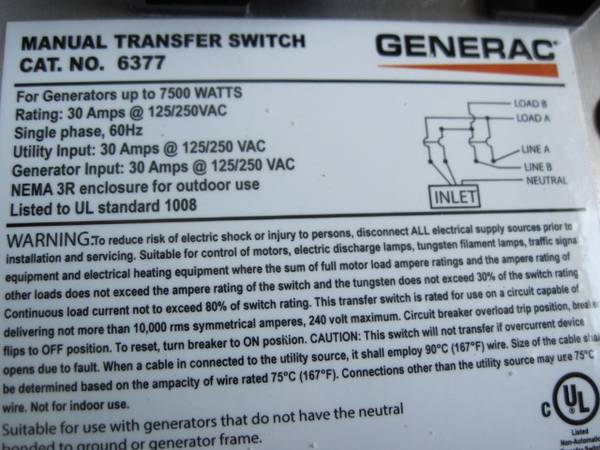 MANUAL TRANSFER SWITCH
CAT. NO. 6377
GENERAC
For Generators up to 7500 WATTS
Rating: 30 Amps @ 125/250VAC
Single phase, 60Hz
Utility Input: 30 Amps @ 125/250 VAC
Generator Input: 30 Amps @ 125/250 VAC
NEMA 3R enclosure for outdoor use
Listed to UL standard 1008
LOAD B
LOAD A
LINE A
LINE B
NEUTRAL
INLET
WARNING:To reduce risk of electric shock or injury to persons, disconnect ALL electrical supply sources prior to
installation and servicing. Suitable for control of motors, electric discharge lamps, tungsten filament lamps, traffic signa
equipment and electrical heating equipment where the sum of full motor load ampere ratings and the ampere rating of
other loads does not exceed the ampere rating of the switch and the tungsten does not exceed 30% of the switch rating
Continuous load current not to exceed 80% of switch rating. This transfer switch is rated for use on a circuit capable of
delivering not more than 10,000 rms symmetrical amperes, 240 volt maximum. Circuit breaker overload trip position, breaker
flips to OFF position. To reset, turn breaker to ON position. CAUTION: This switch will not transfer if overcurrent device
opens due to fault. When a cable in connected to the utility source, it shall employ 90°C (167°F) wire. Size of the cable sha
be determined based on the ampacity of wire rated 75°C (167°F). Connections other than the utility source may use 75°C
wire. Not for indoor use.
Suitable for use with generators that do not have the neutral
bonded to ground or generator frame.
C UL
Listed
Non-Automatic